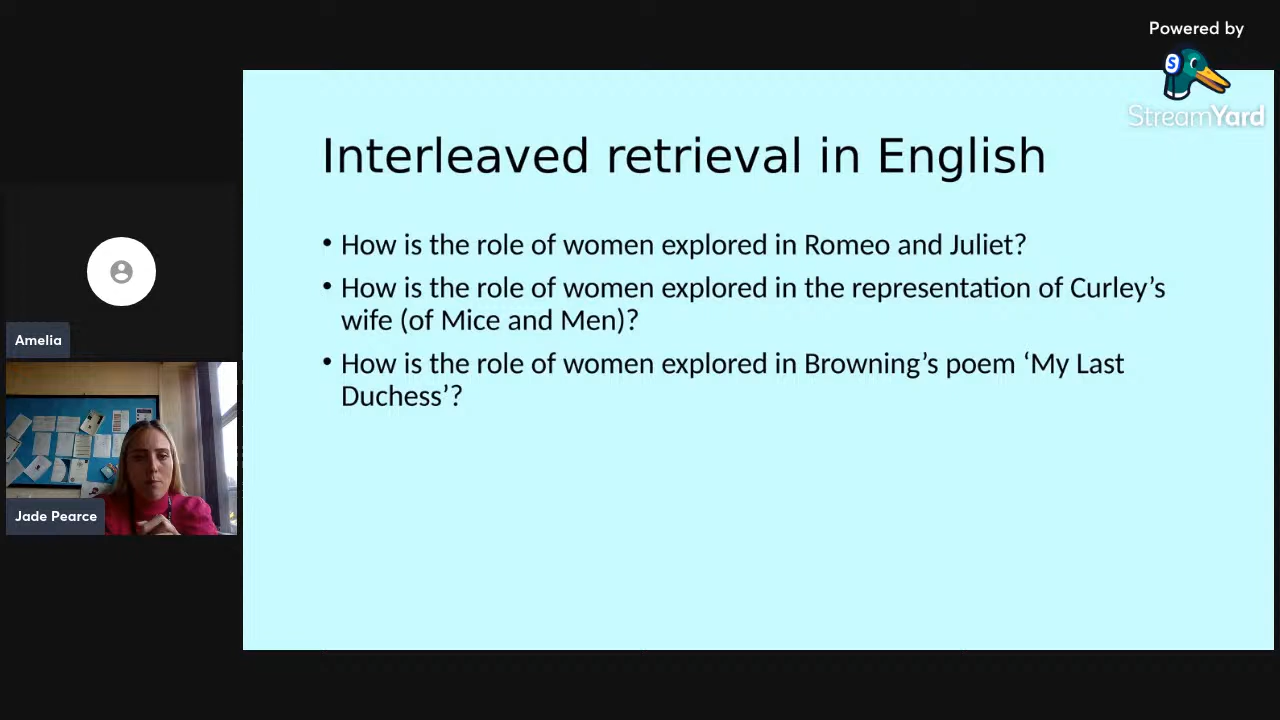 Powered by
StreamYard
Interleaved retrieval in English
• How is the role of women explored in Romeo and Juliet?
• How is the role of women explored in the representation of Curley’s
wife (of Mice and Men)?
• How is the role of women explored in Browning’s poem ‘My Last
Duchess’?
Amelia
Jade Pearce